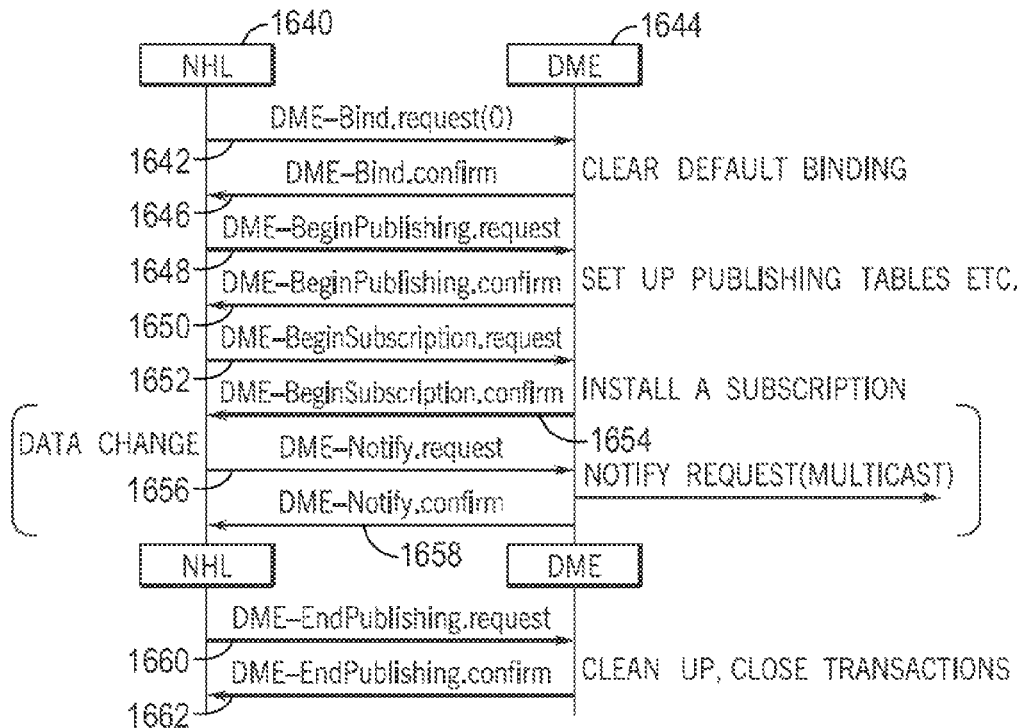 1640
1644
NHL
DME
DME-Bind.request(0)
1642
DME-Bind.confirm
CLEAR DEFAULT BINDING
1646
DME-BeginPublishing.request
1648
DME-BeginPublishing.confirm
SET UP PUBLISHING TABLES ETC.
1650
DME-BeginSubscription.request
1652
DME-BeginSubscription.confirm
INSTALL A SUBSCRIPTION
1654
DATA CHANGE
DME-Notify.request
1656
NOTIFY REQUEST(MULTICAST)
DME-Notify.confirm
1658
NHL
DME
DME-EndPublishing.request
1660
DME-EndPublishing.confirm
CLEAN UP, CLOSE TRANSACTIONS
1662